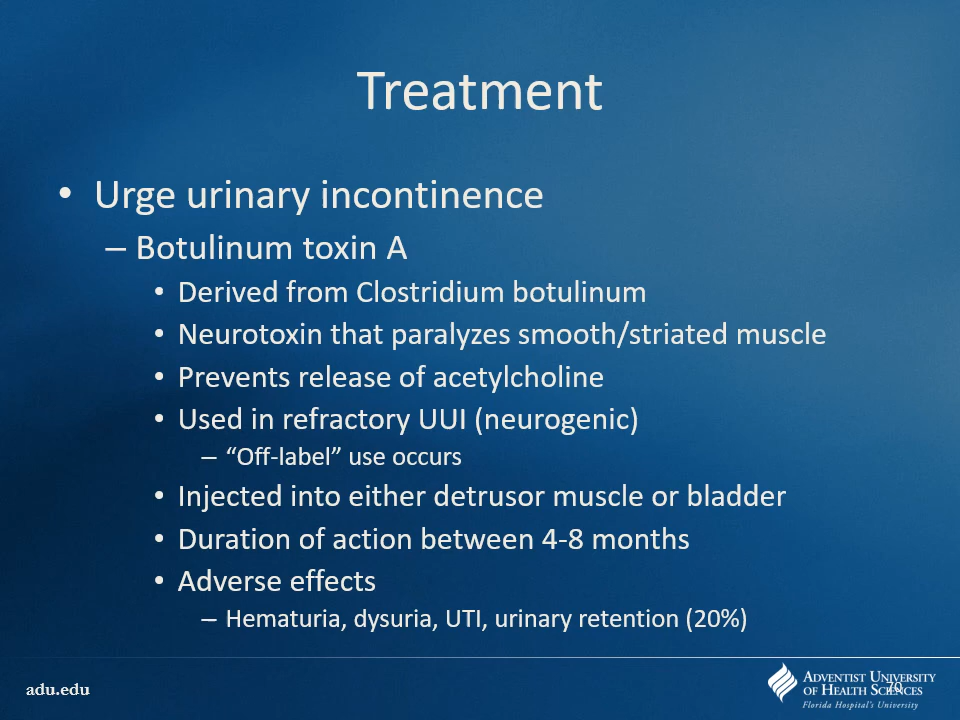 Treatment
• Urge urinary incontinence
– Botulinum toxin A
• Derived from Clostridium botulinum
• Neurotoxin that paralyzes smooth/striated muscle
• Prevents release of acetylcholine
• Used in refractory UUI (neurogenic)
– “Off-label” use occurs
• Injected into either detrusor muscle or bladder
• Duration of action between 4-8 months
• Adverse effects
– Hematuria, dysuria, UTI, urinary retention (20%)
adu.edu
ADVENTIST UNIVERSITY
OF HEALTH SCIENCES
Florida Hospital's University